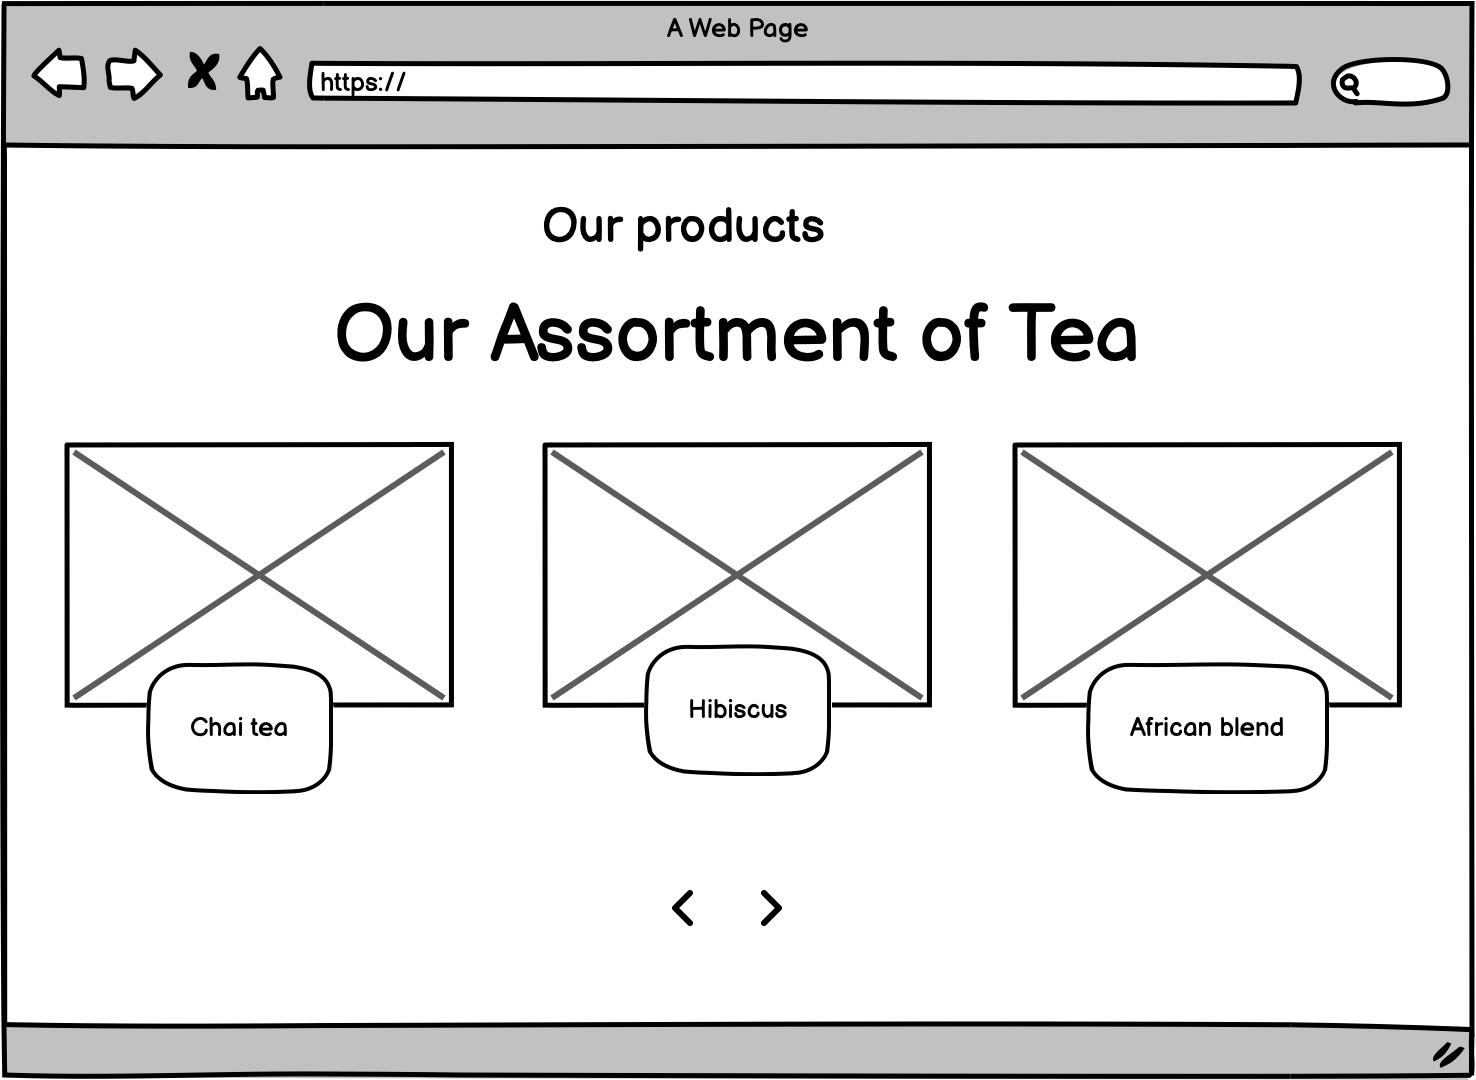 A Web Page
https://
Our products
Our Assortment of Tea
Chai tea
Hibiscus
African blend